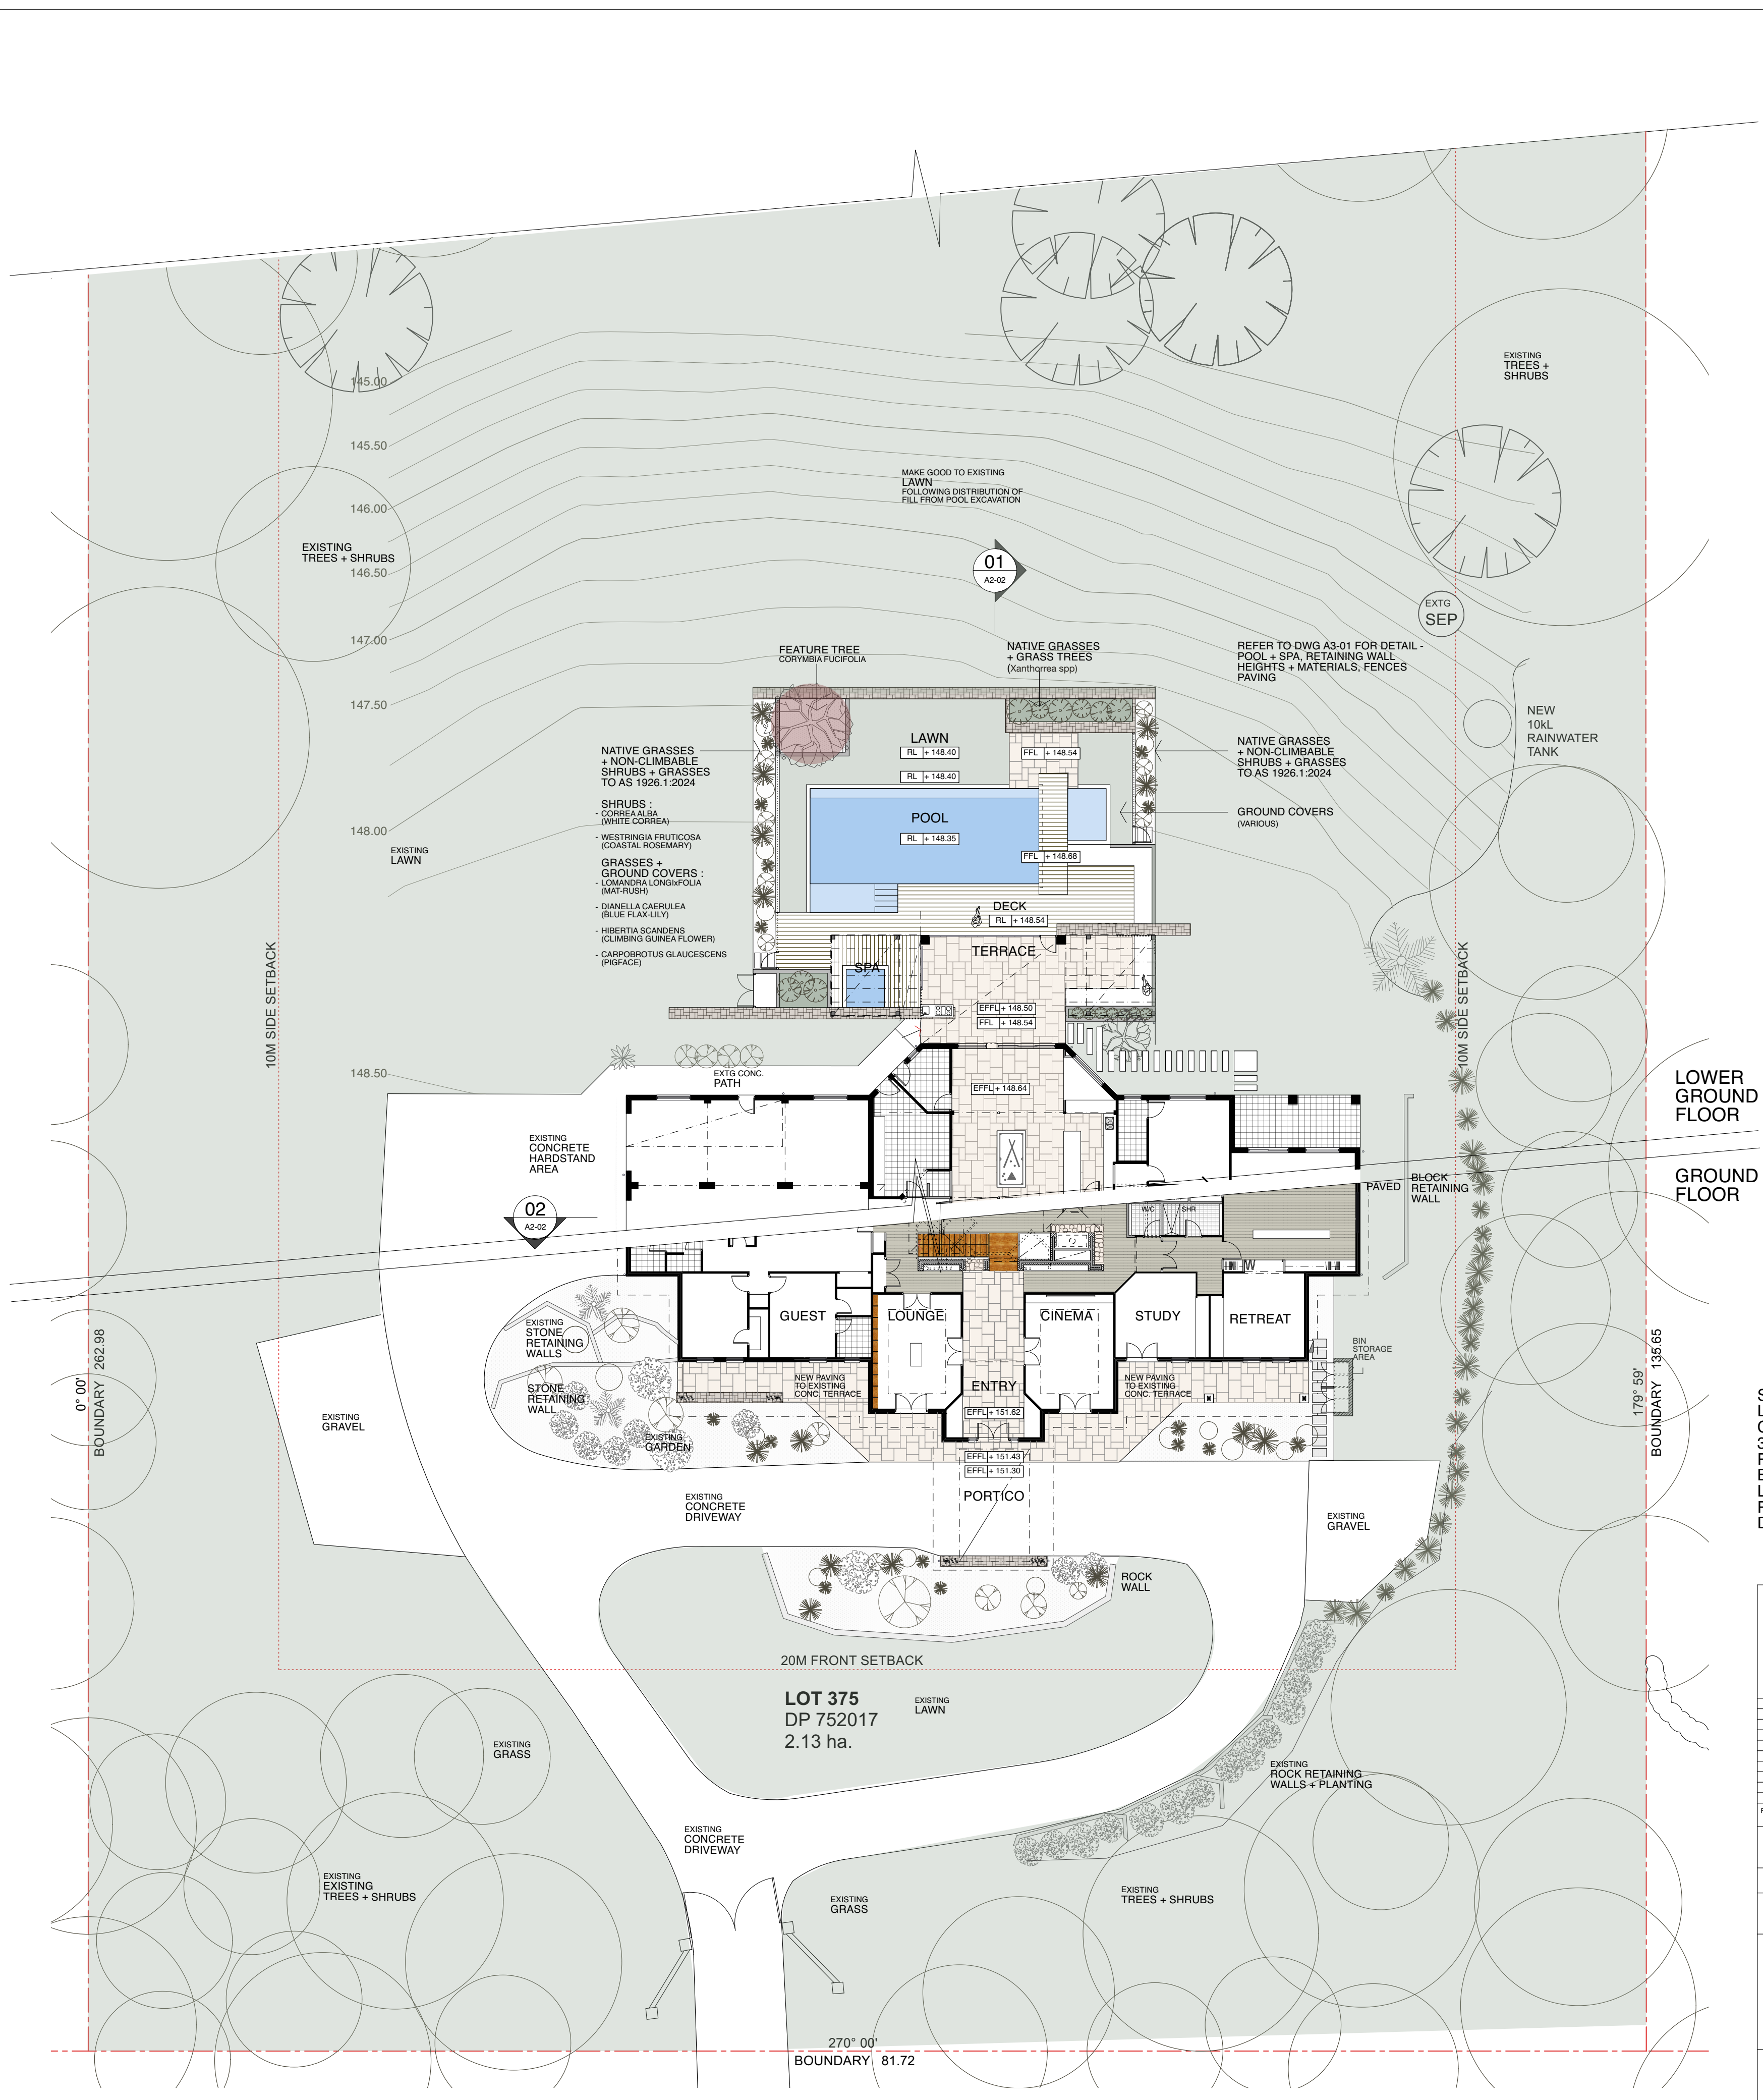 145.00
EXISTING
TREES +
SHRUBS
145.50
MAKE GOOD TO EXISTING
LAWN
FOLLOWING DISTRIBUTION OF
FILL FROM POOL EXCAVATION
146.00
EXISTING
TREES + SHRUBS
146.50
01
A2-02
EXTG
SEP
147.00
FEATURE TREE
CORYMBIA FUCIFOLIA
NATIVE GRASSES
+ GRASS TREES
(Xanthorrea spp)
REFER TO DWG A3-01 FOR DETAIL -
POOL + SPA, RETAINING WALL
HEIGHTS + MATERIALS, FENCES
PAVING
147.50
NEW
10kL
RAINWATER
TANK
NATIVE GRASSES
+ NON-CLIMBABLE
SHRUBS + GRASSES
TO AS 1926.1:2024
LAWN
RL + 148.40
RL + 148.40
FFL + 148.54
NATIVE GRASSES
+ NON-CLIMBABLE
SHRUBS + GRASSES
TO AS 1926.1:2024
SHRUBS :
- CORREA ALBA
(WHITE CORREA)
- WESTRINGIA FRUTICOSA
(COASTAL ROSEMARY)
GRASSES +
GROUND COVERS :
- LOMANDRA LONGIxFOLIA
(MAT-RUSH)
- DIANELLA CAERULEA
(BLUE FLAX-LILY)
- HIBERTIA SCANDENS
(CLIMBING GUINEA FLOWER)
- CARPOBROTUS GLAUCESCENS
(PIGFACE)
POOL
RL + 148.35
GROUND COVERS
(VARIOUS)
148.00
EXISTING
LAWN
FFL + 148.68
DECK
RL + 148.54
TERRACE
SPA
10M SIDE SETBACK
10M SIDE SETBACK
EFFL + 148.50
FFL + 148.54
148.50
EXTG CONC.
PATH
EFFL + 148.64
LOWER
GROUND
FLOOR
EXISTING
CONCRETE
HARDSTAND
AREA
GROUND
FLOOR
PAVED
BLOCK
RETAINING
WALL
02
A2-02
W/C
SHR
W
EXISTING
STONE
RETAINING
WALLS
GUEST
LOUNGE
CINEMA
STUDY
RETREAT
BIN
STORAGE
AREA
0° 00'
BOUNDARY 262.98
179° 59'
BOUNDARY 135.65
STONE
RETAINING
WALL
NEW PAVING
TO EXISTING
CONC. TERRACE
ENTRY
EFFL + 151.62
NEW PAVING
TO EXISTING
CONC. TERRACE
EXISTING
GRAVEL
EXISTING
GARDEN
EFFL + 151.43
EFFL + 151.30
PORTICO
EXISTING
CONCRETE
DRIVEWAY
EXISTING
GRAVEL
ROCK
WALL
20M FRONT SETBACK
LOT 375
DP 752017
2.13 ha.
EXISTING
LAWN
EXISTING
GRASS
EXISTING
ROCK RETAINING
WALLS + PLANTING
EXISTING
CONCRETE
DRIVEWAY
EXISTING
EXISTING
TREES + SHRUBS
EXISTING
GRASS
EXISTING
TREES + SHRUBS
270° 00'
BOUNDARY 81.72